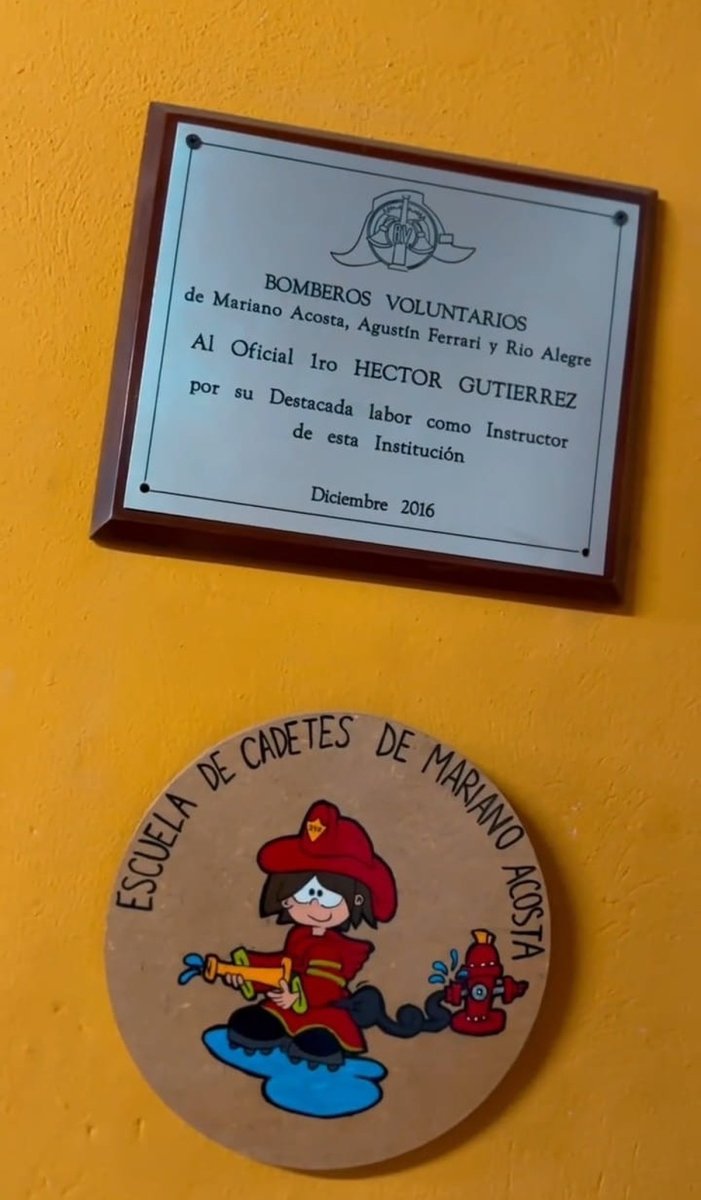 BV
BOMBEROS VOLUNTARIOS
de Mariano Acosta, Agustín Ferrari y Rio Alegre
Al Oficial 1ro HECTOR GUTIERREZ
por su Destacada labor como Instructor
de esta Institución
Diciembre 2016
ESCUELA DE CADETES DE MARIANO ACOSTA